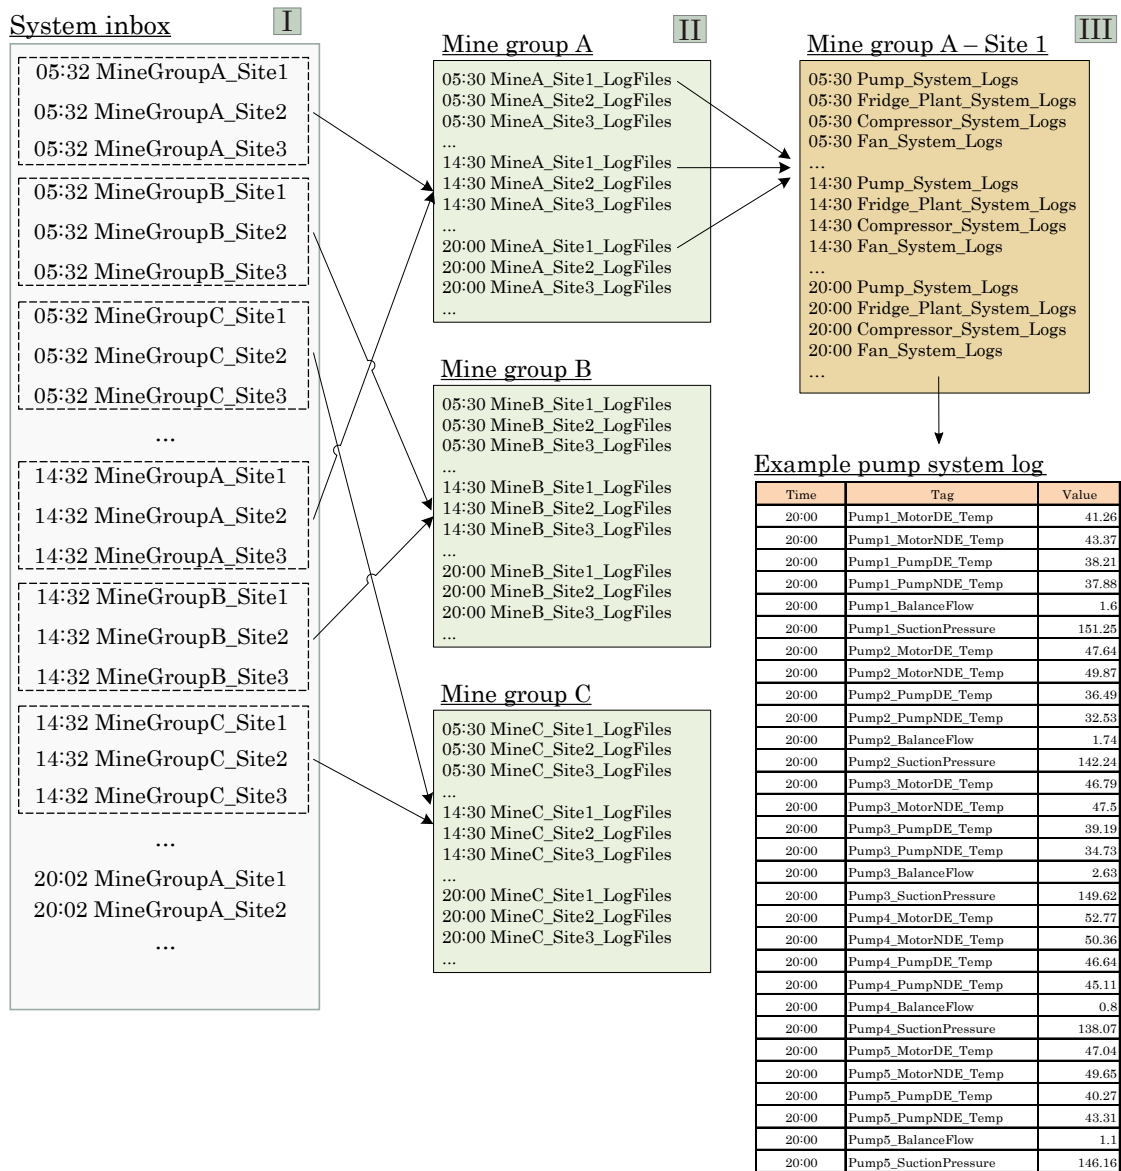 System inbox
I
05:32 MineGroupA_Site1
05:32 MineGroupA_Site2
05:32 MineGroupA_Site3
05:32 MineGroupB_Site1
05:32 MineGroupB_Site2
05:32 MineGroupB_Site3
05:32 MineGroupC_Site1
05:32 MineGroupC_Site2
05:32 MineGroupC_Site3
...
14:32 MineGroupA_Site1
14:32 MineGroupA_Site2
14:32 MineGroupA_Site3
14:32 MineGroupB_Site1
14:32 MineGroupB_Site2
14:32 MineGroupB_Site3
14:32 MineGroupC_Site1
14:32 MineGroupC_Site2
14:32 MineGroupC_Site3
...
20:02 MineGroupA_Site1
20:02 MineGroupA_Site2
...
II
Mine group A
05:30 MineA_Site1_LogFiles
05:30 MineA_Site2_LogFiles
05:30 MineA_Site3_LogFiles
...
14:30 MineA_Site1_LogFiles
14:30 MineA_Site2_LogFiles
14:30 MineA_Site3_LogFiles
...
20:00 MineA_Site1_LogFiles
20:00 MineA_Site2_LogFiles
20:00 MineA_Site3_LogFiles
...
Mine group B
05:30 MineB_Site1_LogFiles
05:30 MineB_Site2_LogFiles
05:30 MineB_Site3_LogFiles
...
14:30 MineB_Site1_LogFiles
14:30 MineB_Site2_LogFiles
14:30 MineB_Site3_LogFiles
...
20:00 MineB_Site1_LogFiles
20:00 MineB_Site2_LogFiles
20:00 MineB_Site3_LogFiles
...
Mine group C
05:30 MineC_Site1_LogFiles
05:30 MineC_Site2_LogFiles
05:30 MineC_Site3_LogFiles
...
14:30 MineC_Site1_LogFiles
14:30 MineC_Site2_LogFiles
14:30 MineC_Site3_LogFiles
...
20:00 MineC_Site1_LogFiles
20:00 MineC_Site2_LogFiles
20:00 MineC_Site3_LogFiles
...
III
Mine group A – Site 1
05:30 Pump_System_Logs
05:30 Fridge_Plant_System_Logs
05:30 Compressor_System_Logs
05:30 Fan_System_Logs
...
14:30 Pump_System_Logs
14:30 Fridge_Plant_System_Logs
14:30 Compressor_System_Logs
14:30 Fan_System_Logs
...
20:00 Pump_System_Logs
20:00 Fridge_Plant_System_Logs
20:00 Compressor_System_Logs
20:00 Fan_System_Logs
...
Example pump system log
Time Tag Value
20:00 Pump1_MotorDE_Temp 41.26
20:00 Pump1_MotorNDE_Temp 43.37
20:00 Pump1_PumpDE_Temp 38.21
20:00 Pump1_PumpNDE_Temp 37.88
20:00 Pump1_BalanceFlow 1.6
20:00 Pump1_SuctionPressure 151.25
20:00 Pump2_MotorDE_Temp 47.64
20:00 Pump2_MotorNDE_Temp 49.87
20:00 Pump2_PumpDE_Temp 36.49
20:00 Pump2_PumpNDE_Temp 32.53
20:00 Pump2_BalanceFlow 1.74
20:00 Pump2_SuctionPressure 142.24
20:00 Pump3_MotorDE_Temp 46.79
20:00 Pump3_MotorNDE_Temp 47.5
20:00 Pump3_PumpDE_Temp 39.19
20:00 Pump3_PumpNDE_Temp 34.73
20:00 Pump3_BalanceFlow 2.63
20:00 Pump3_SuctionPressure 149.62
20:00 Pump4_MotorDE_Temp 52.77
20:00 Pump4_MotorNDE_Temp 50.36
20:00 Pump4_PumpDE_Temp 46.64
20:00 Pump4_PumpNDE_Temp 45.11
20:00 Pump4_BalanceFlow 0.8
20:00 Pump4_SuctionPressure 138.07
20:00 Pump5_MotorDE_Temp 47.04
20:00 Pump5_MotorNDE_Temp 49.65
20:00 Pump5_PumpDE_Temp 40.27
20:00 Pump5_PumpNDE_Temp 43.31
20:00 Pump5_BalanceFlow 1.1
20:00 Pump5_SuctionPressure 146.16